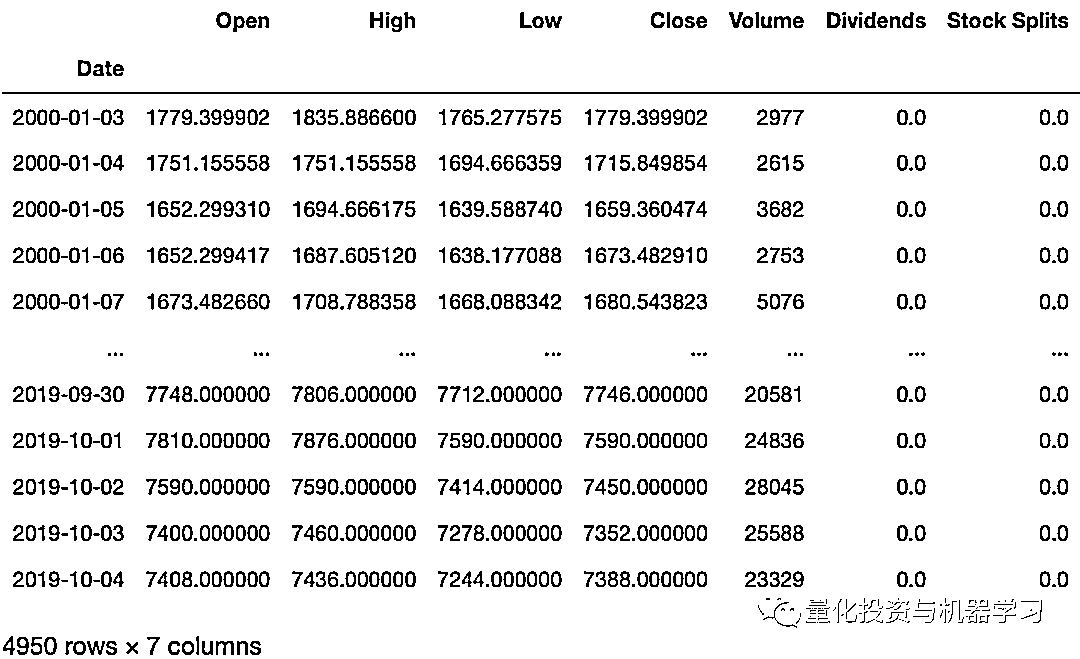 Open High Low Close Volume Dividends Stock Splits
Date
2000-01-03 1779.399902 1835.886600 1765.277575 1779.399902 2977 0.0 0.0
2000-01-04 1751.155558 1751.155558 1694.666359 1715.849854 2615 0.0 0.0
2000-01-05 1652.299310 1694.666175 1639.588740 1659.360474 3682 0.0 0.0
2000-01-06 1652.299417 1687.605120 1638.177088 1673.482910 2753 0.0 0.0
2000-01-07 1673.482660 1708.788358 1668.088342 1680.543823 5076 0.0 0.0
... ... ... ... ... ... ... ...
2019-09-30 7748.000000 7806.000000 7712.000000 7746.000000 20581 0.0 0.0
2019-10-01 7810.000000 7876.000000 7590.000000 7590.000000 24836 0.0 0.0
2019-10-02 7590.000000 7590.000000 7414.000000 7450.000000 28045 0.0 0.0
2019-10-03 7400.000000 7460.000000 7278.000000 7352.000000 25588 0.0 0.0
2019-10-04 7408.000000 7436.000000 7244.000000 7388.000000 23329 0.0 0.0
量化投资与机器学习
4950 rows × 7 columns